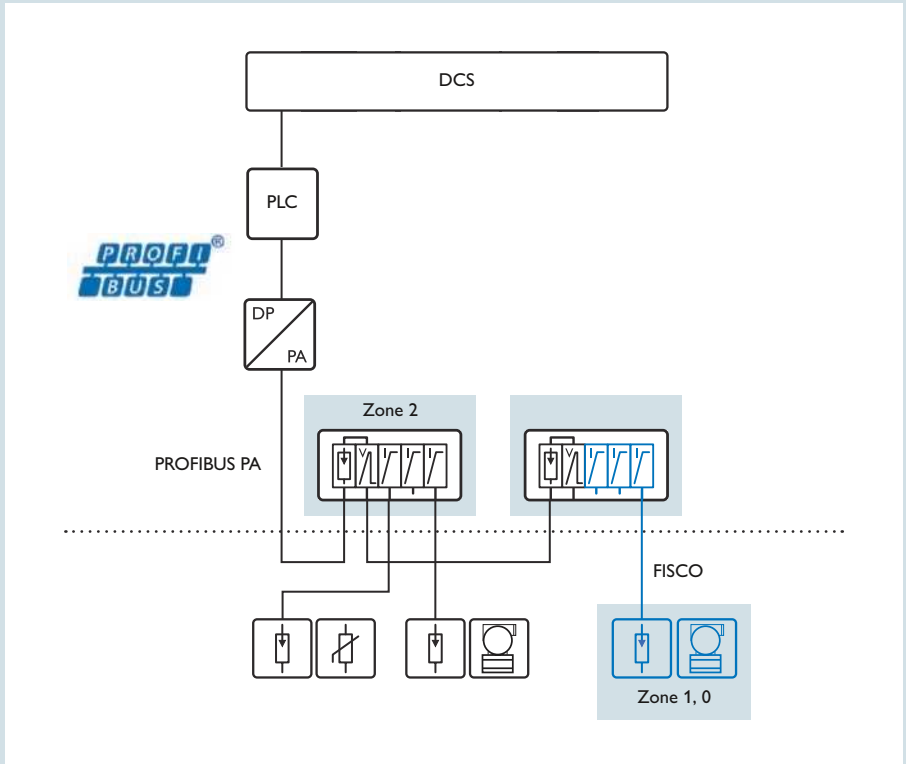 DCS
PLC
PROFI®
BUS
DP
PA
Zone 2
V I I I
V I I I
PROFIBUS PA
FISCO
Zone 1, 0